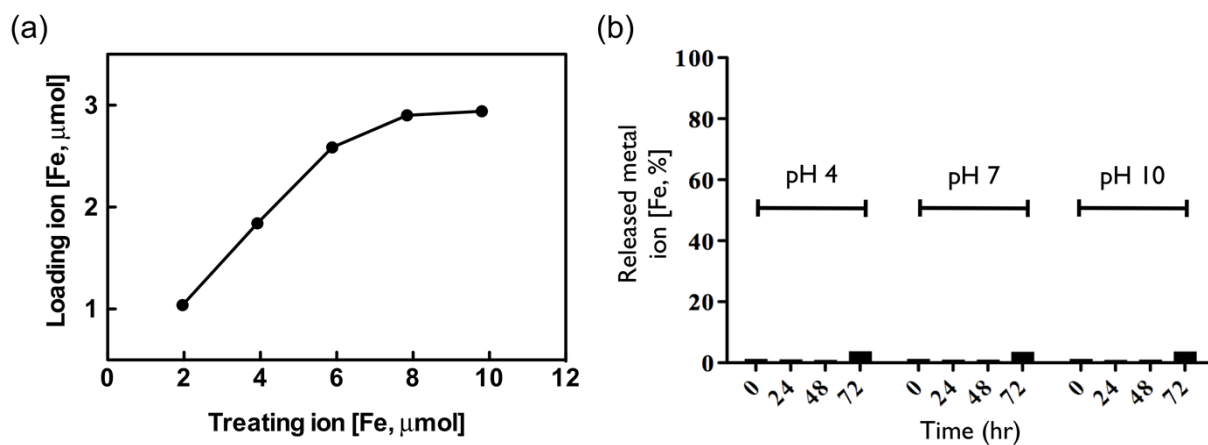 (a)
Loading ion [Fe, μmol]
3
2
1
0 2 4 6 8 10 12
Treating ion [Fe, μmol]
(b)
Released metal
ion [Fe, %]
100
80
60
40
20
0
pH 4 pH 7 pH 10
0 24 48 72 0 24 48 72 0 24 48 72
Time (hr)